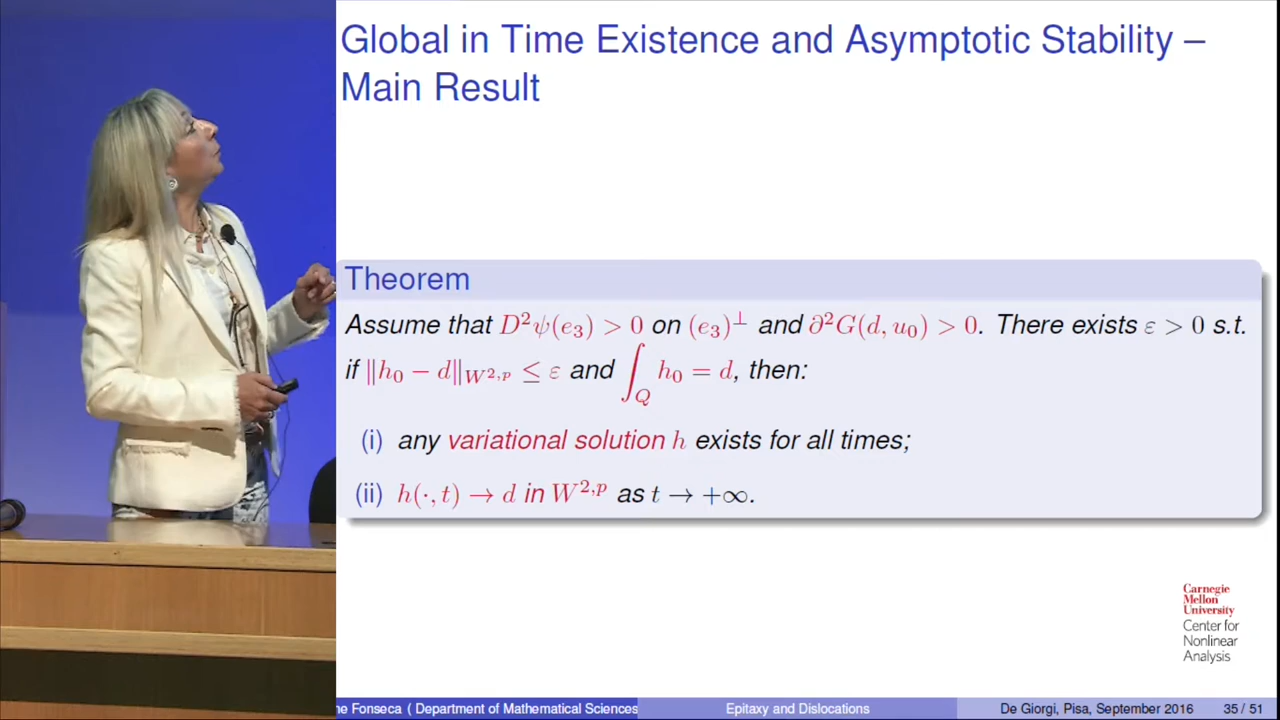 Global in Time Existence and Asymptotic Stability –
Main Result
Theorem
Assume that D²ψ(e₃) > 0 on (e₃)^⊥ and ∂²G(d, u₀) > 0. There exists ε > 0 s.t.
if ‖h₀ − d‖_{W^{2,p}} ≤ ε and ∫_Q h₀ = d, then:
(i) any variational solution h exists for all times;
(ii) h(·, t) → d in W^{2,p} as t → +∞.
Carnegie
Mellon
University
Center for
Nonlinear
Analysis
ne Fonseca ( Department of Mathematical Sciences
Epitaxy and Dislocations
De Giorgi, Pisa, September 2016 35 / 51